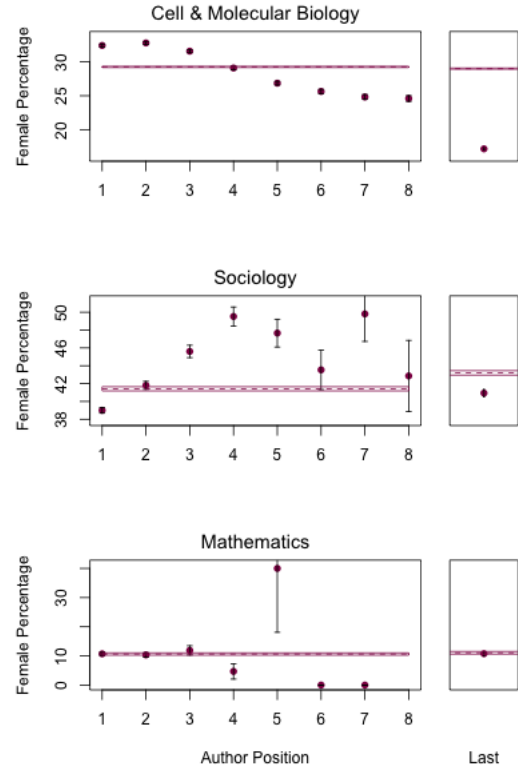 Cell & Molecular Biology
Female Percentage
30
25
20
1 2 3 4 5 6 7 8
Sociology
Female Percentage
50
46
42
38
1 2 3 4 5 6 7 8
Mathematics
Female Percentage
30
10
0
1 2 3 4 5 6 7 8
Author Position
Last